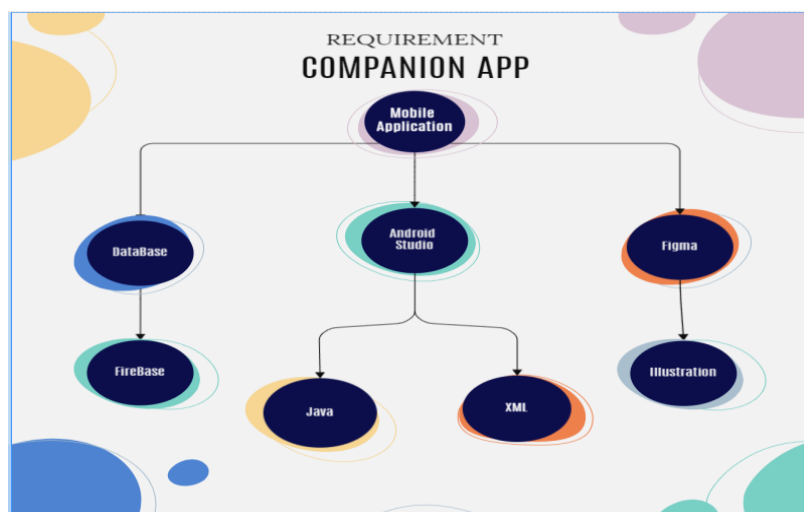 REQUIREMENT
COMPANION APP
Mobile
Application
DataBase
Android
Studio
Figma
FireBase
Java
XML
Illustration